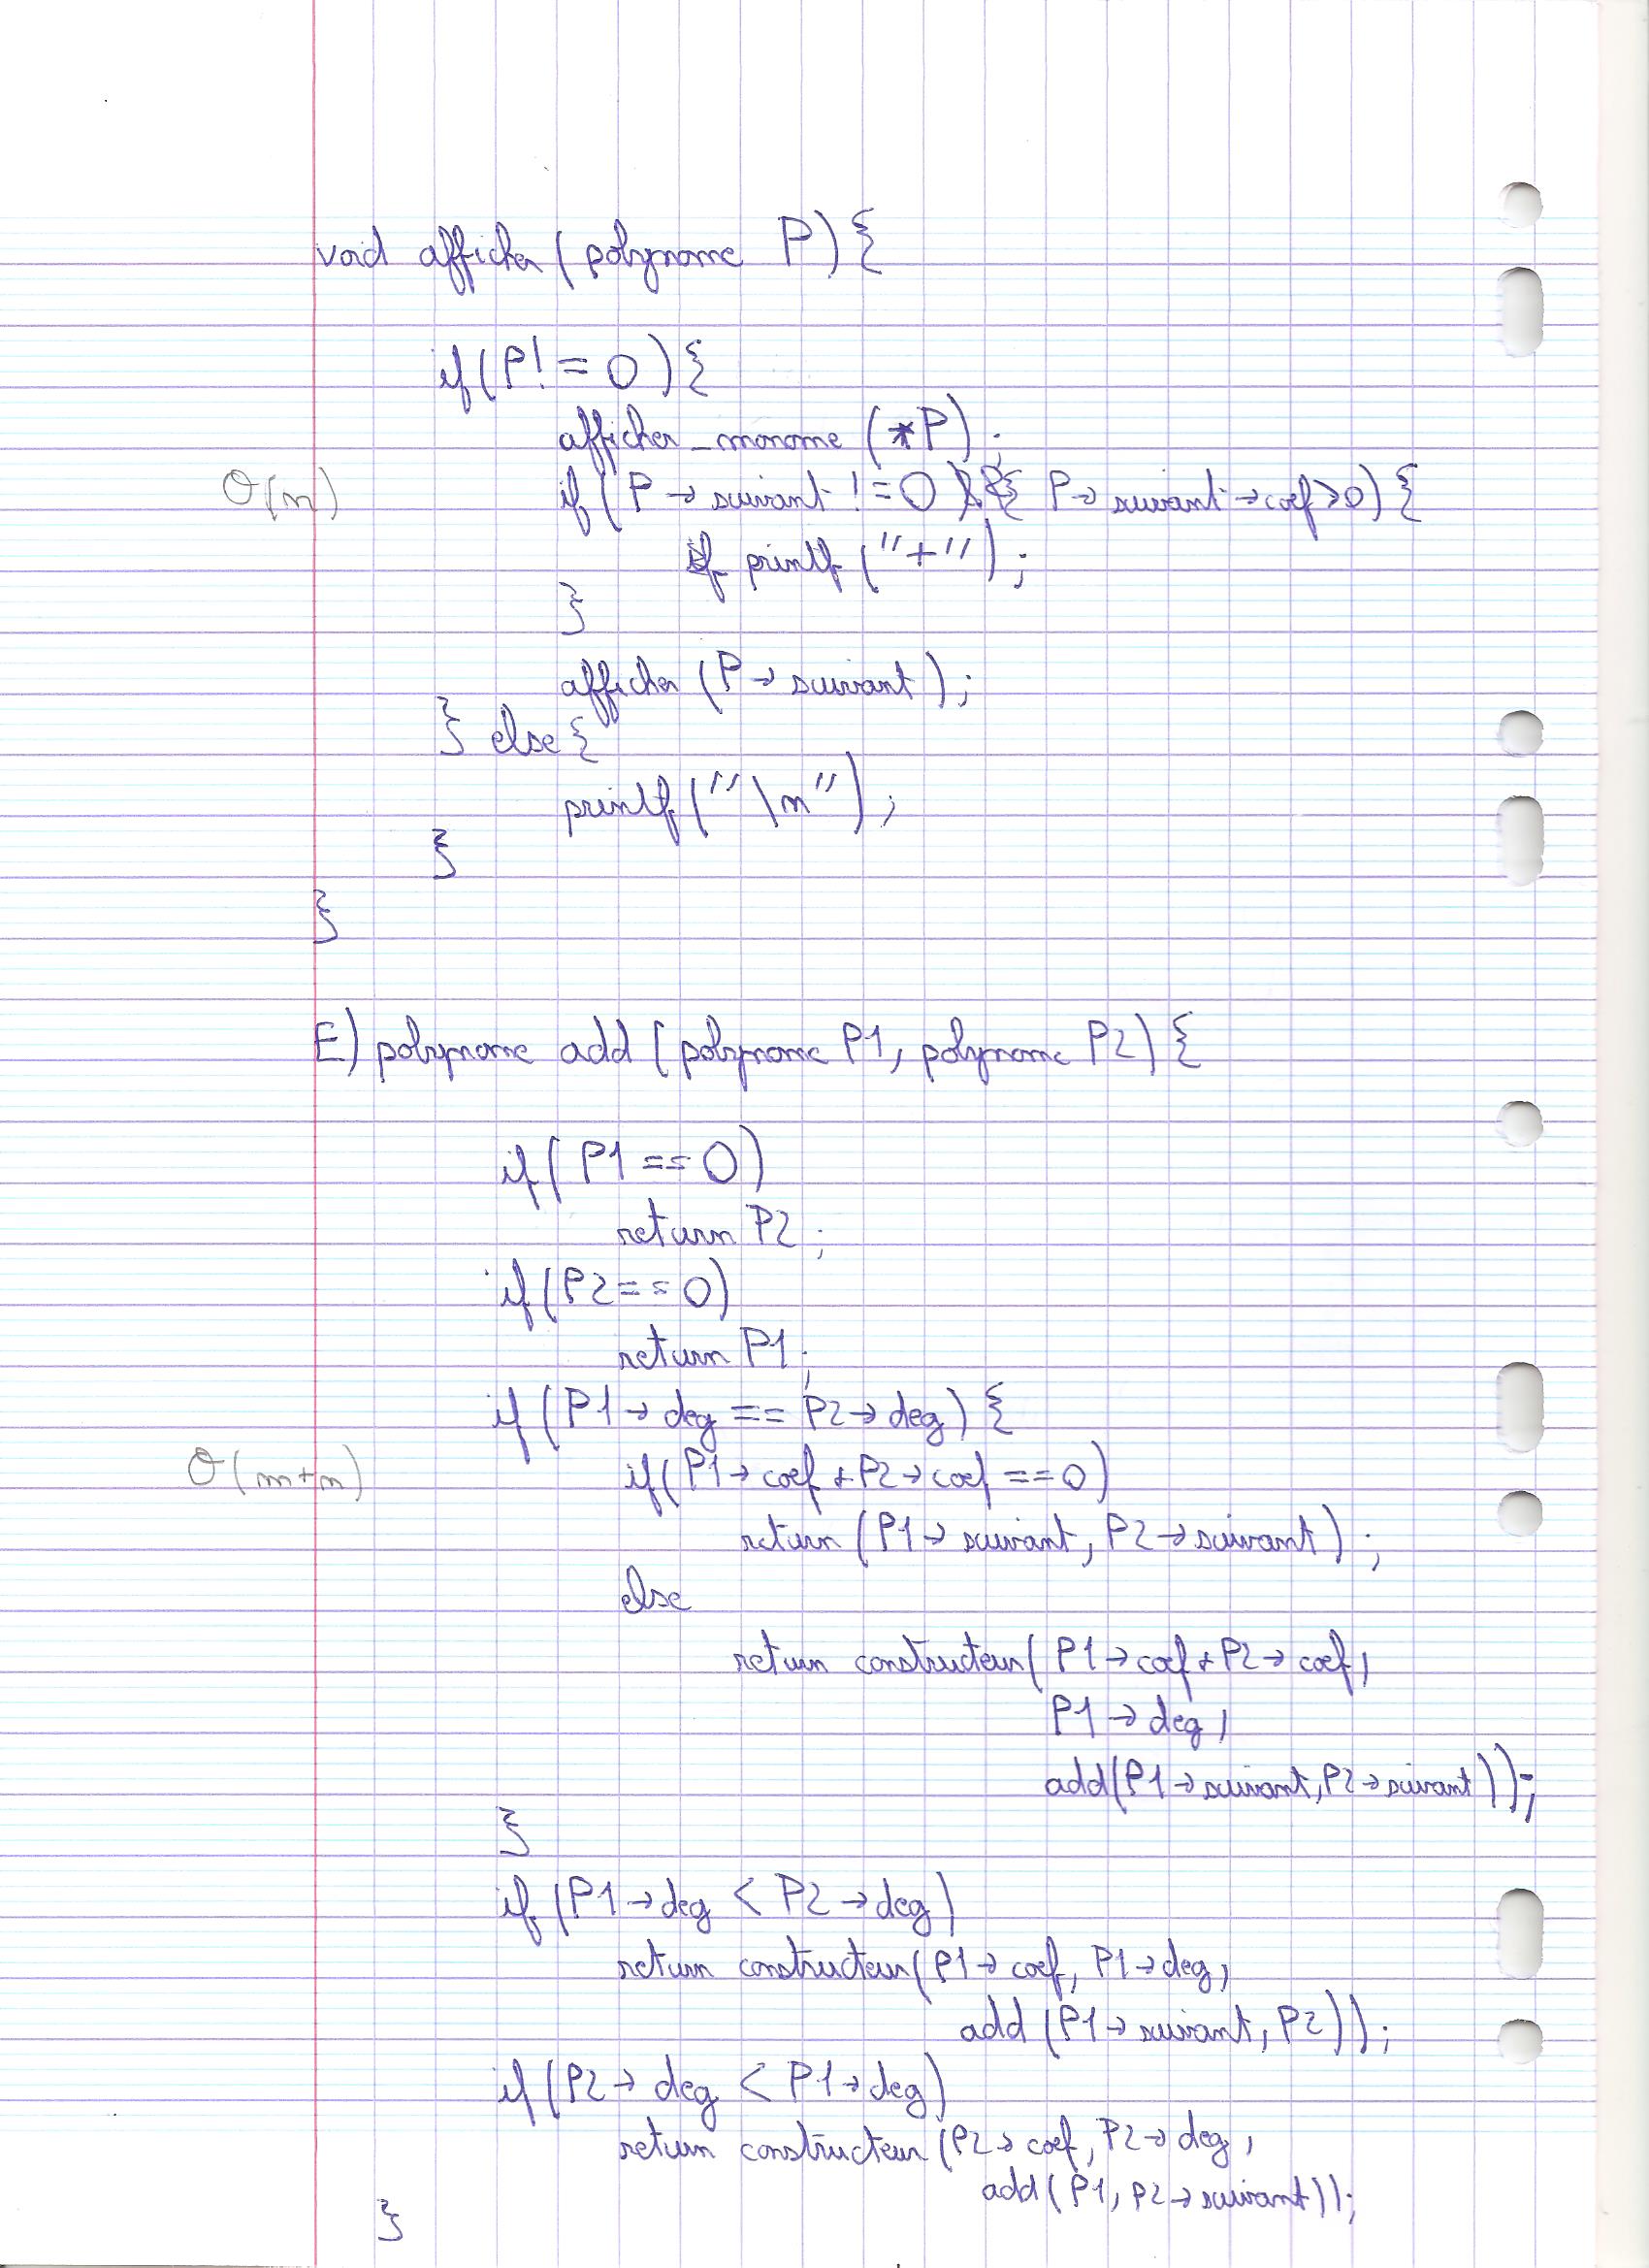 void afficher (polynome P) {
if (P != 0) {
afficher_monome (*P);
O(n)
if (P → suivant != 0 && P → suivant → coef > 0) {
printf ("+");
}
afficher (P → suivant);
} else {
printf ("\n");
}
}
E) polynome add (polynome P1, polynome P2) {
if (P1 == 0)
return P2;
if (P2 == 0)
return P1;
if (P1 → deg == P2 → deg) {
O(m+n)
if (P1 → coef + P2 → coef == 0)
return (P1 → suivant, P2 → suivant);
else
return constructeur (P1 → coef + P2 → coef,
P1 → deg,
add (P1 → suivant, P2 → suivant));
}
if (P1 → deg < P2 → deg)
return constructeur (P1 → coef, P1 → deg,
add (P1 → suivant, P2));
if (P2 → deg < P1 → deg)
return constructeur (P2 → coef, P2 → deg,
add (P1, P2 → suivant));
}